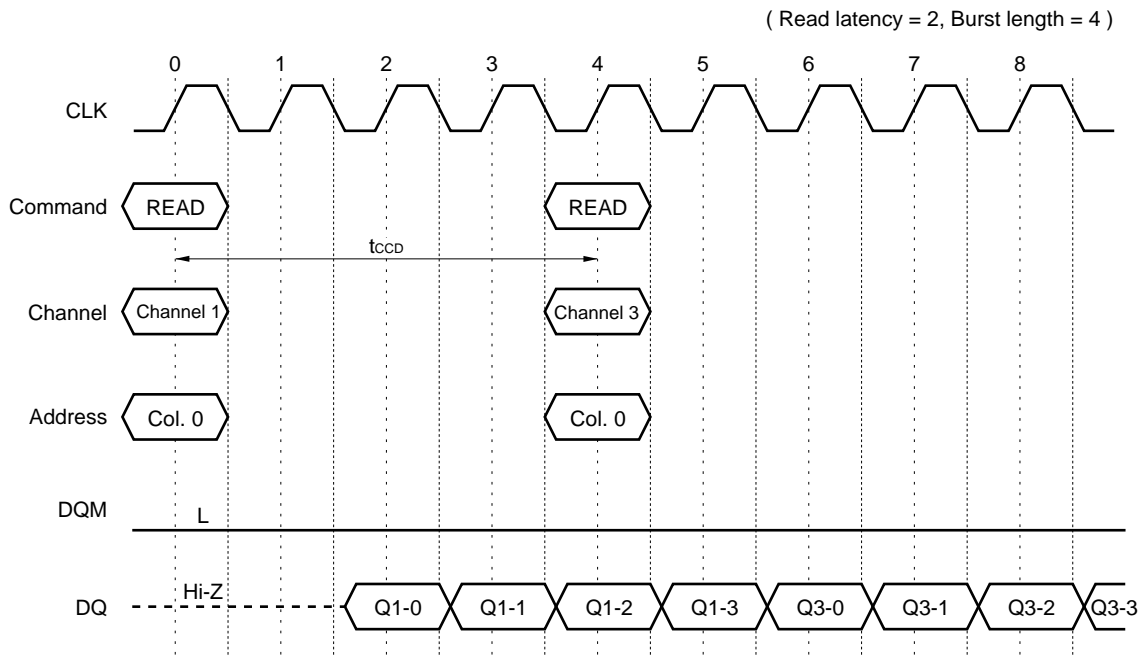 ( Read latency = 2, Burst length = 4 )
0 1 2 3 4 5 6 7 8
CLK
Command READ READ
tCCD
Channel Channel 1 Channel 3
Address Col. 0 Col. 0
DQM L
Hi-Z
DQ Q1-0 Q1-1 Q1-2 Q1-3 Q3-0 Q3-1 Q3-2 Q3-3